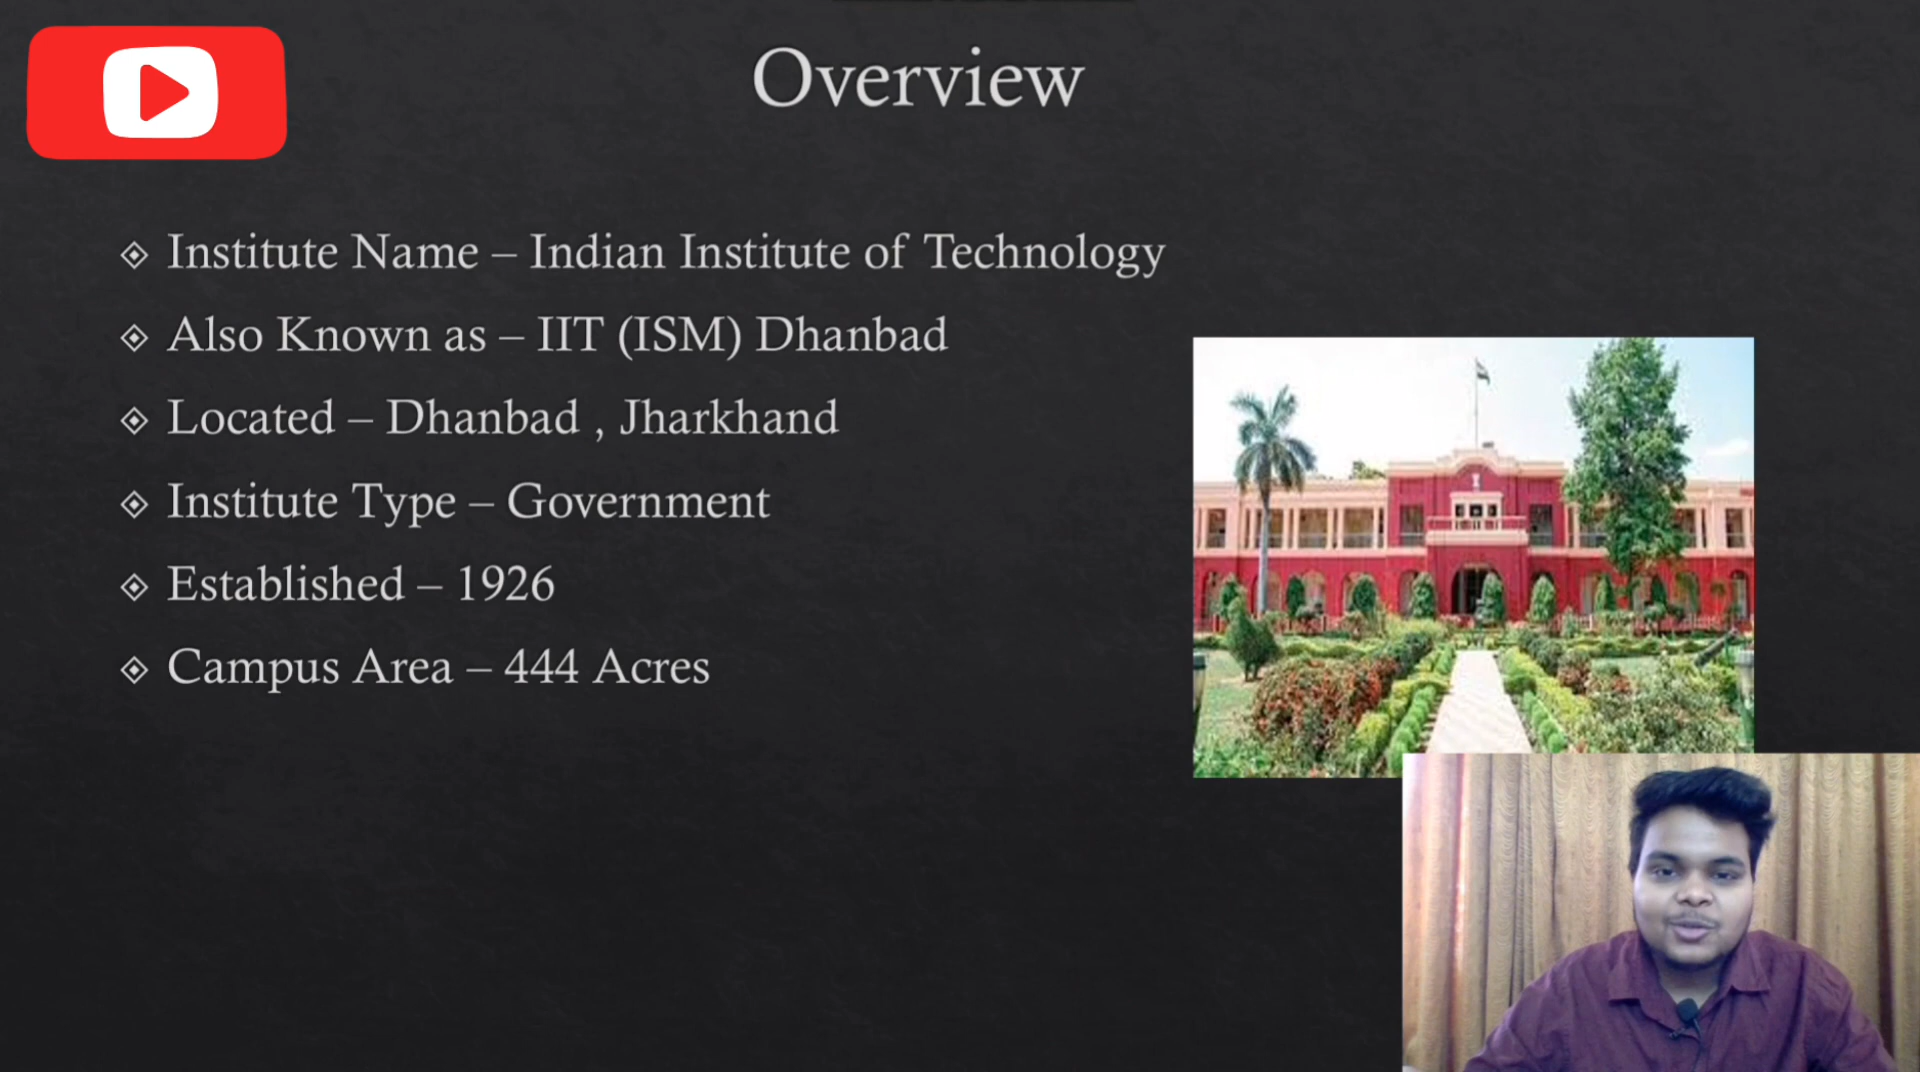 Overview
Institute Name – Indian Institute of Technology
Also Known as – IIT (ISM) Dhanbad
Located – Dhanbad , Jharkhand
Institute Type – Government
Established – 1926
Campus Area – 444 Acres